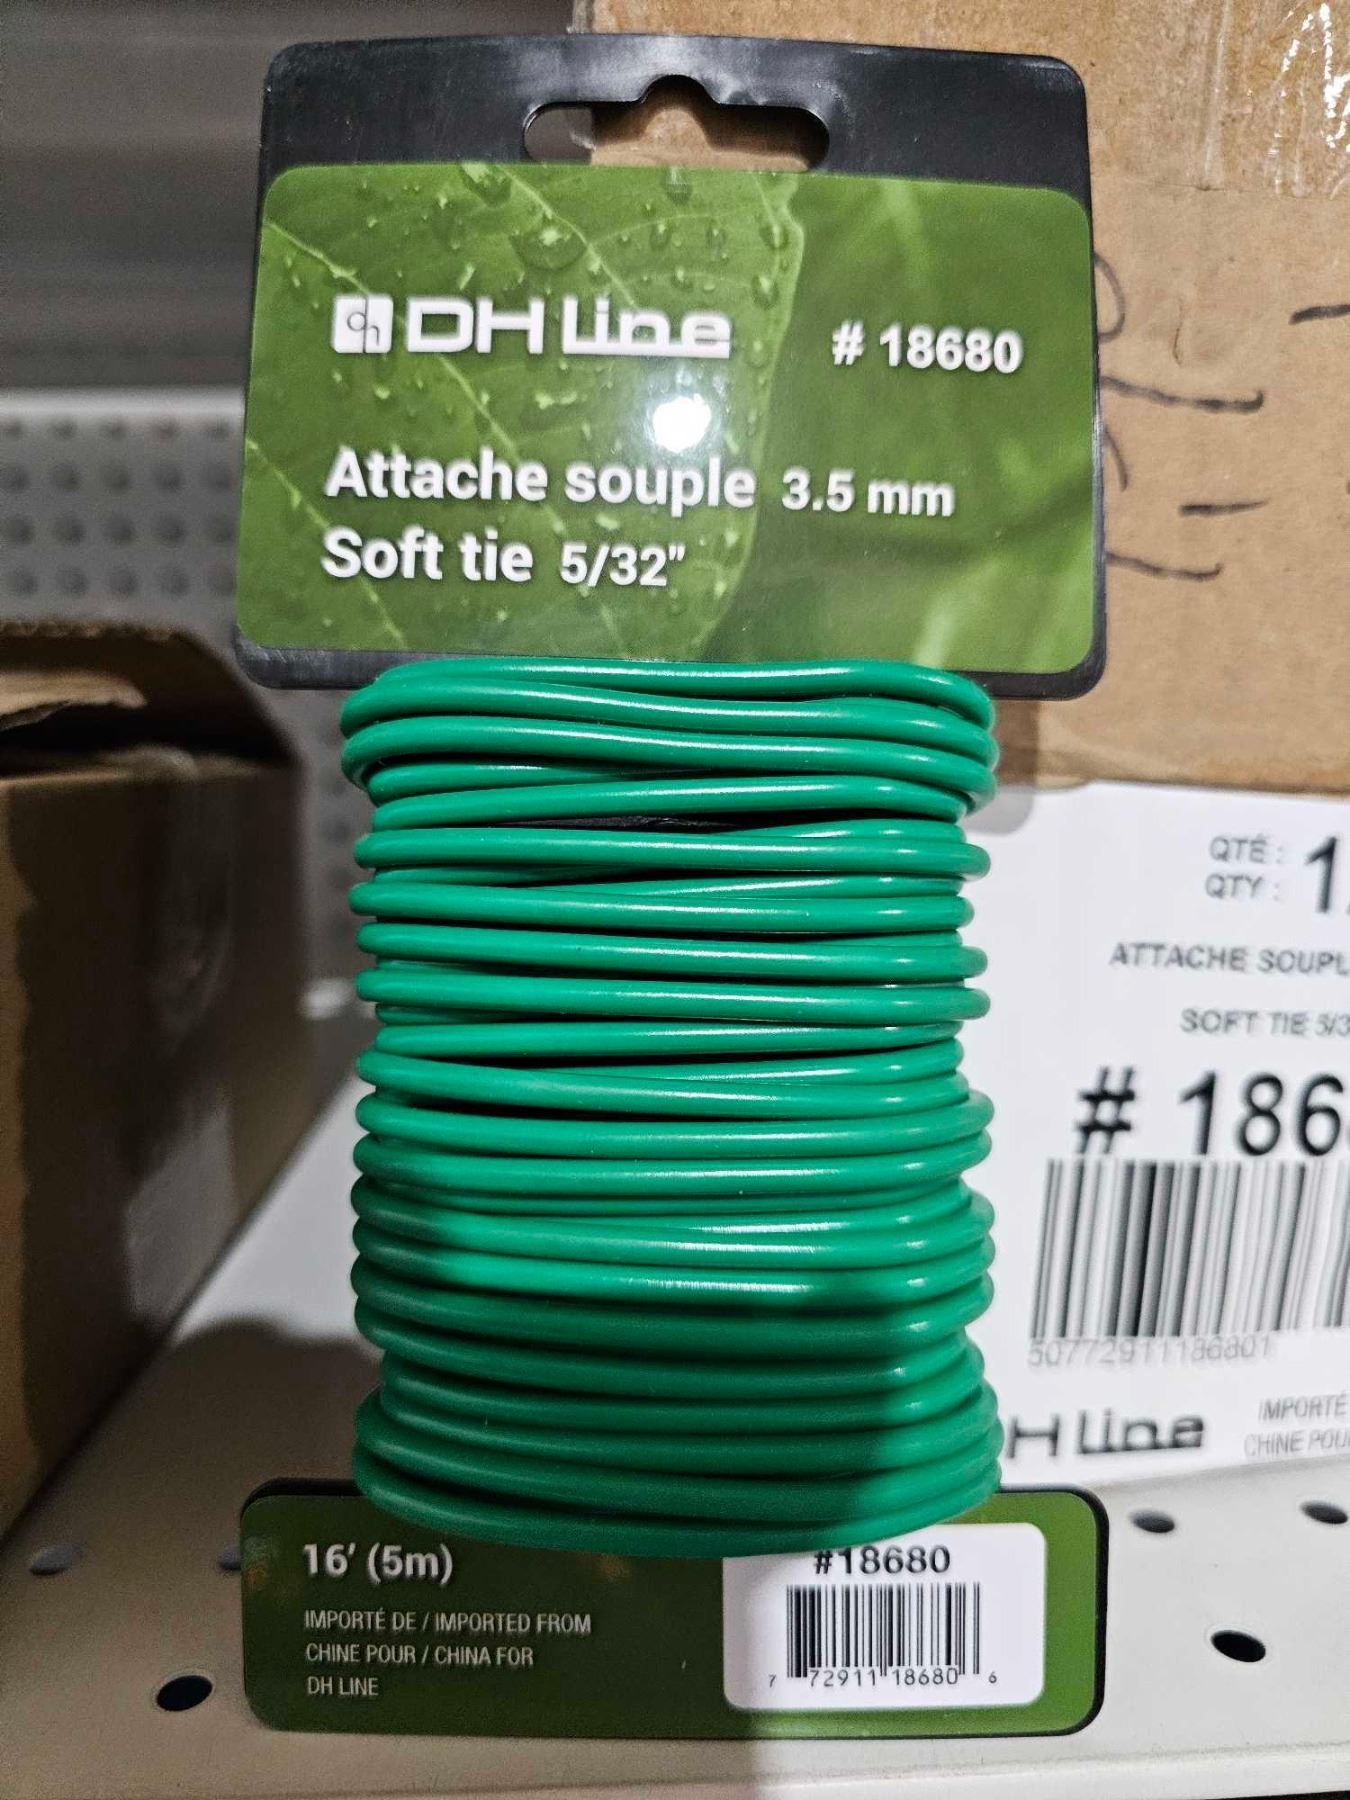 dh DH Line
# 18680
Attache souple 3.5 mm
Soft tie 5/32"
QTÉ : 1
QTY :
ATTACHE SOUPL
SOFT TIE 5/3
# 186
50772911186801
H Line
IMPORTÉ
CHINE POU
16' (5m)
IMPORTÉ DE / IMPORTED FROM
CHINE POUR / CHINA FOR
DH LINE
#18680
7 72911 18680 6